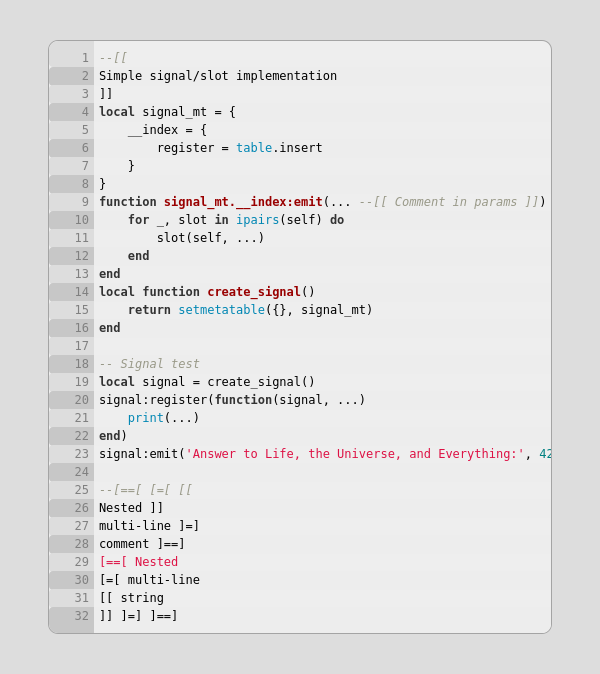 1 --[[
2 Simple signal/slot implementation
3 ]]
4 local signal_mt = {
5     __index = {
6         register = table.insert
7     }
8 }
9 function signal_mt.__index:emit(... --[[ Comment in params ]])
10     for _, slot in ipairs(self) do
11         slot(self, ...)
12     end
13 end
14 local function create_signal()
15     return setmetatable({}, signal_mt)
16 end
17
18 -- Signal test
19 local signal = create_signal()
20 signal:register(function(signal, ...)
21     print(...)
22 end)
23 signal:emit('Answer to Life, the Universe, and Everything:', 42
24
25 --[==[ [=[ [[
26 Nested ]]
27 multi-line ]=]
28 comment ]==]
29 [==[ Nested
30 [=[ multi-line
31 [[ string
32 ]] ]=] ]==]